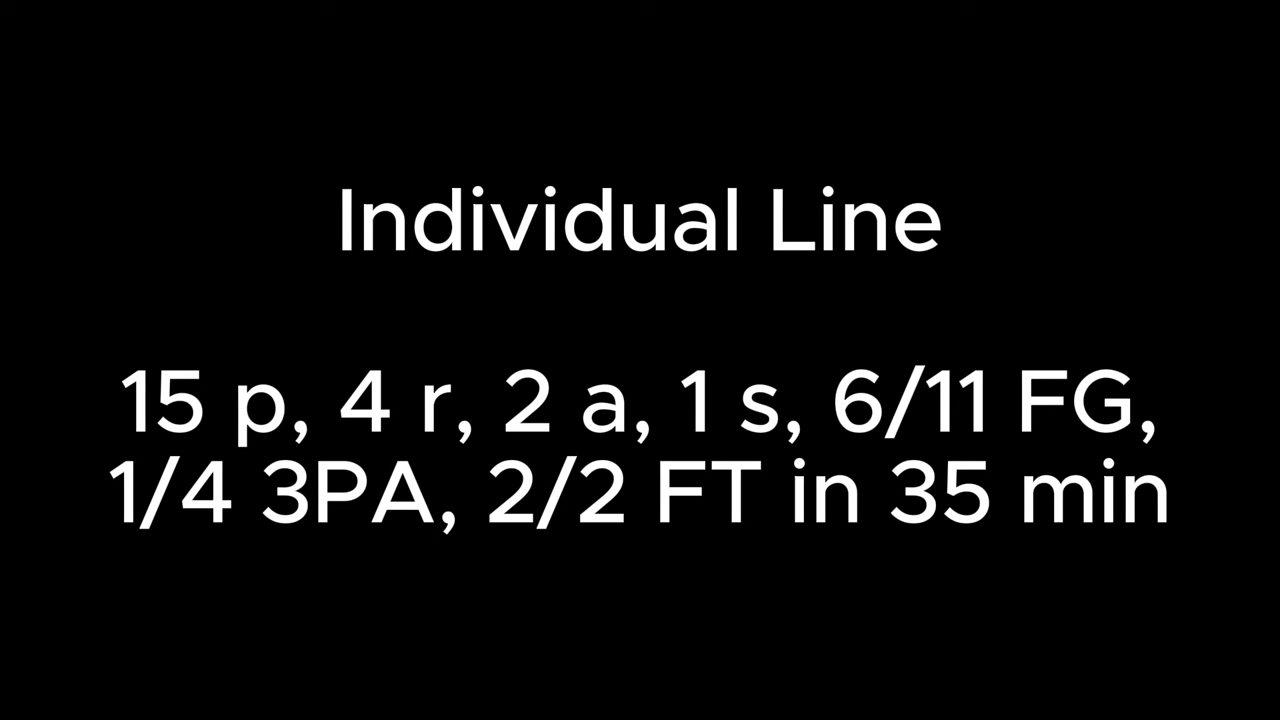 Individual Line
15 p, 4 r, 2 a, 1 s, 6/11 FG,
1/4 3PA, 2/2 FT in 35 min